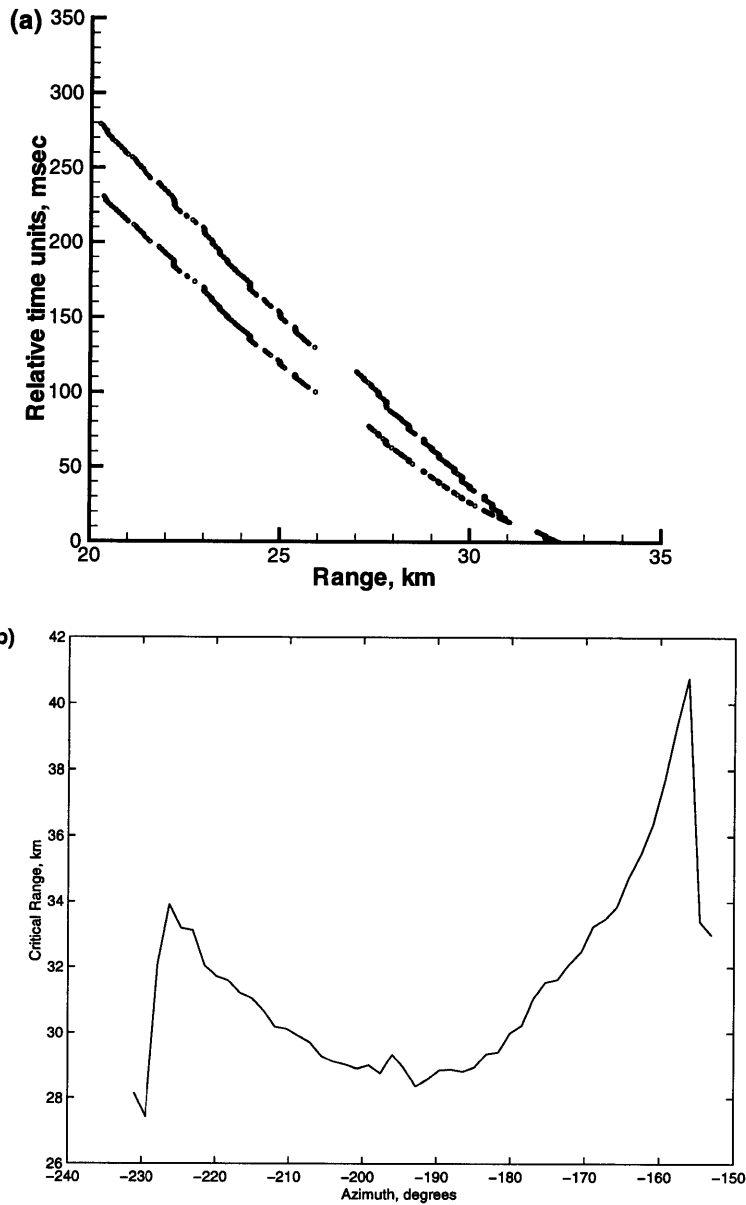 (a)
350
300
250
200
150
100
50
0
Relative time units, msec
20 25 30 35
Range, km
b)
42
40
38
36
34
32
30
28
26
Critical Range, km
−240 −230 −220 −210 −200 −190 −180 −170 −160 −150
Azimuth, degrees